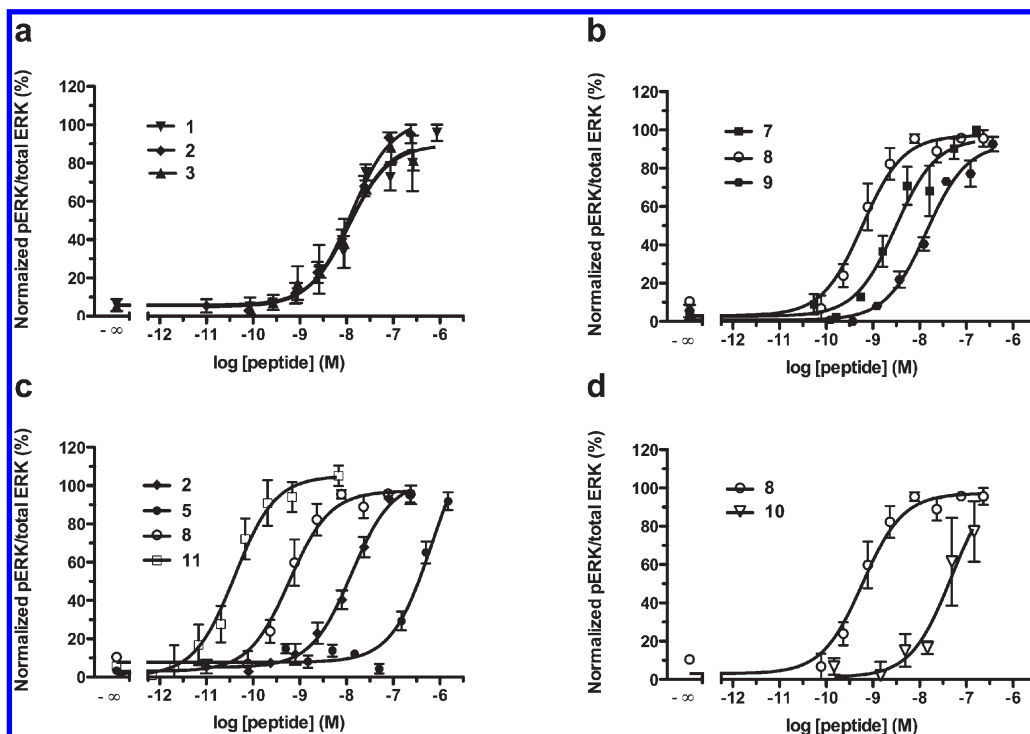 a
Normaized pERK/total ERK (%)
120
100
80
60
40
20
0
1
2
3
- ∞
-12 -11 -10 -9 -8 -7 -6 -5
log [peptide] (M)
b
Normalized pERK/total ERK (%)
120
100
80
60
40
20
0
7
8
9
- ∞
-12 -11 -10 -9 -8 -7 -6
log [peptide] (M)
c
Normalized pERK/total ERK (%)
120
100
80
60
40
20
0
2
5
8
11
- ∞
-12 -11 -10 -9 -8 -7 -6 -5
log [peptide] (M)
d
Normalized pERK/total ERK (%)
120
100
80
60
40
20
0
8
10
- ∞
-12 -11 -10 -9 -8 -7 -6
log [peptide] (M)